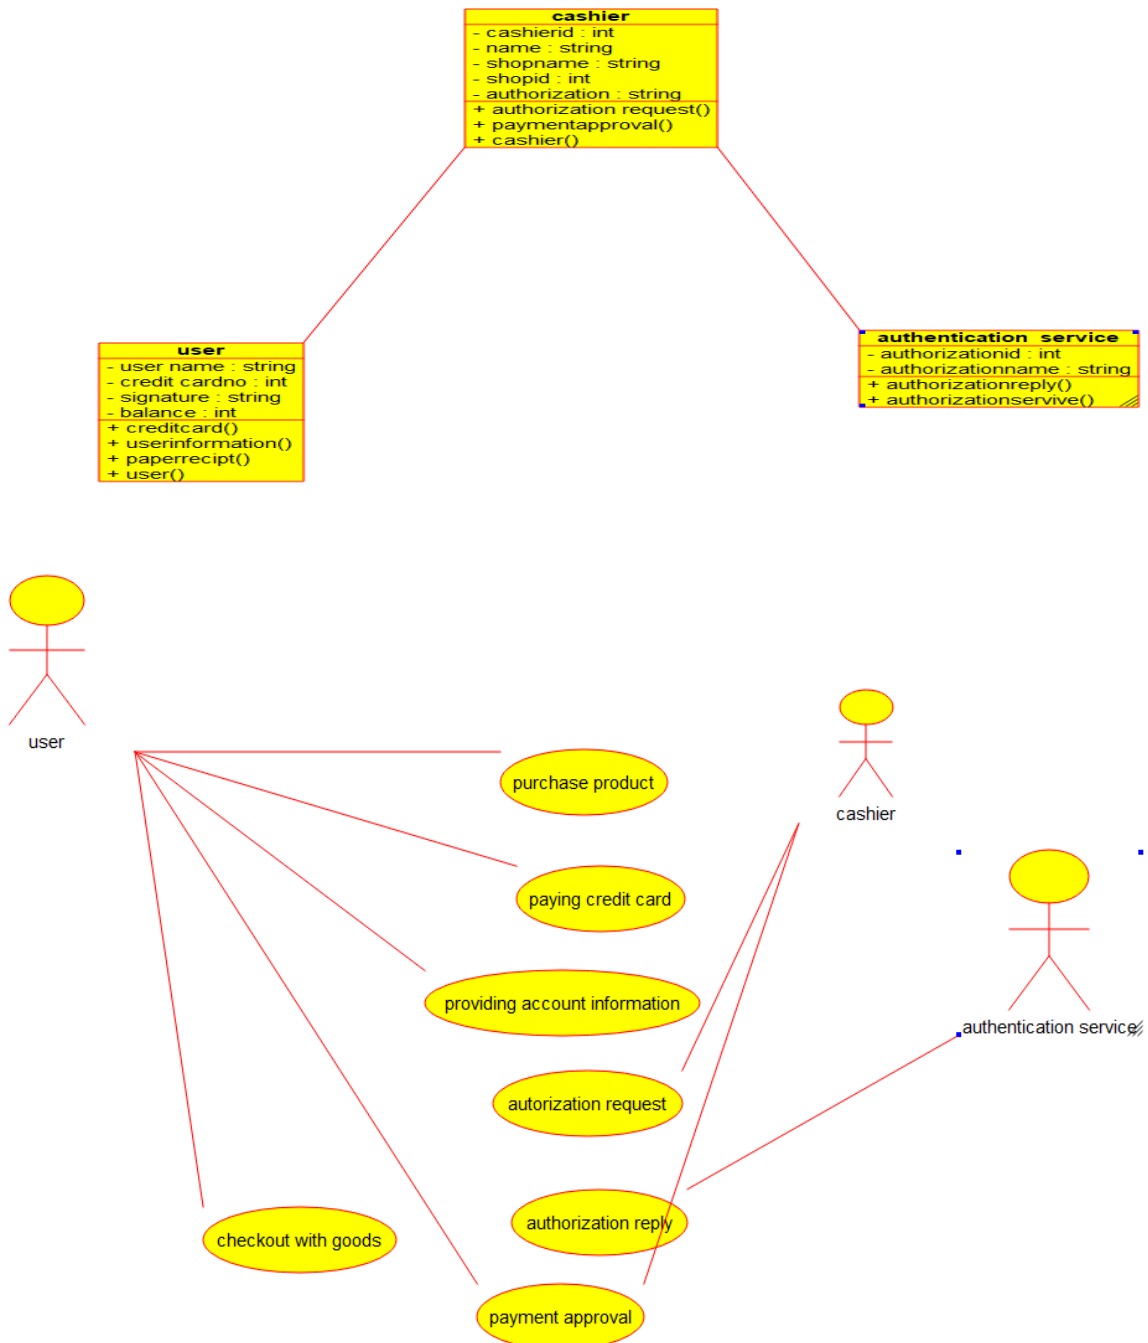 cashier
- cashierid : int
- name : string
- shopname : string
- shopid : int
- authorization : string
+ authorization request()
+ paymentapproval()
+ cashier()
user
- user name : string
- credit cardno : int
- signature : string
- balance : int
+ creditcard()
+ userinformation()
+ paperrecipt()
+ user()
authentication service
- authorizationid : int
- authorizationname : string
+ authorizationreply()
+ authorizationservive()
user
purchase product
cashier
paying credit card
providing account information
authentication service
autorization request
authorization reply
checkout with goods
payment approval